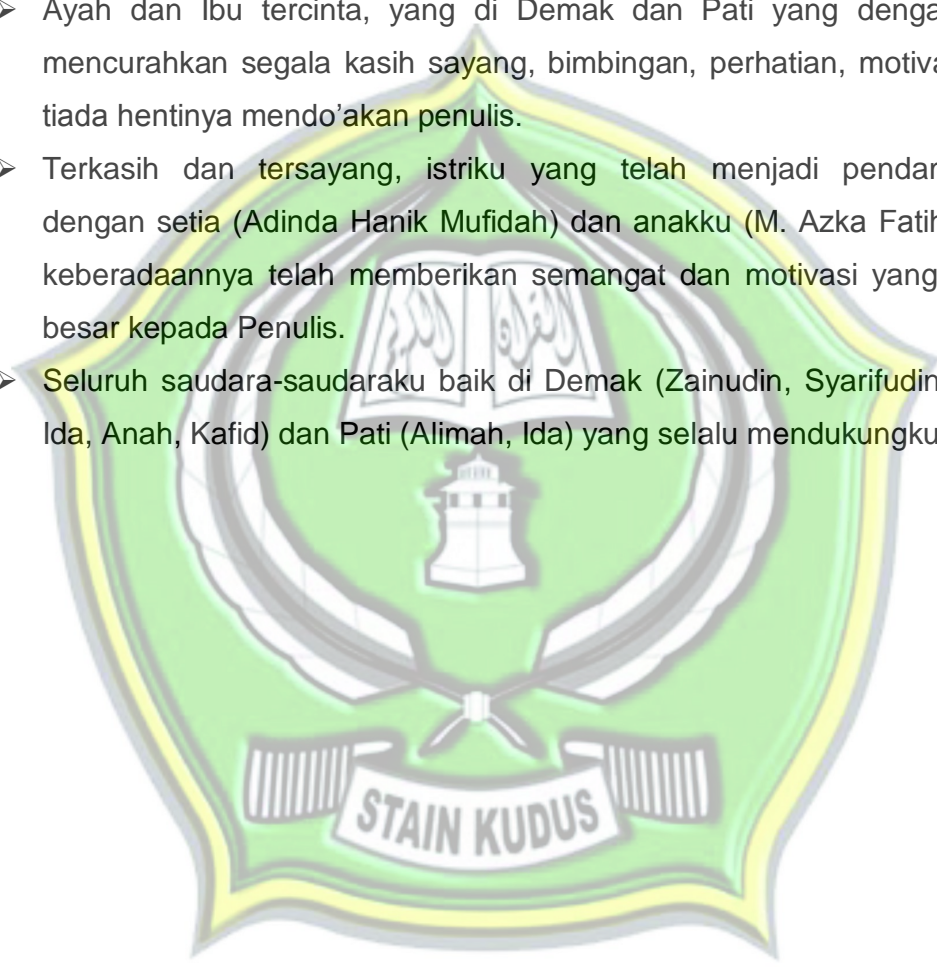 ➢ Ayah dan Ibu tercinta, yang di Demak dan Pati yang denga
mencurahkan segala kasih sayang, bimbingan, perhatian, motiva
tiada hentinya mendo’akan penulis.
➢ Terkasih dan tersayang, istriku yang telah menjadi pendar
dengan setia (Adinda Hanik Mufidah) dan anakku (M. Azka Fatih
keberadaannya telah memberikan semangat dan motivasi yang
besar kepada Penulis.
➢ Seluruh saudara-saudaraku baik di Demak (Zainudin, Syarifudin
Ida, Anah, Kafid) dan Pati (Alimah, Ida) yang selalu mendukungku
STAIN KUDUS